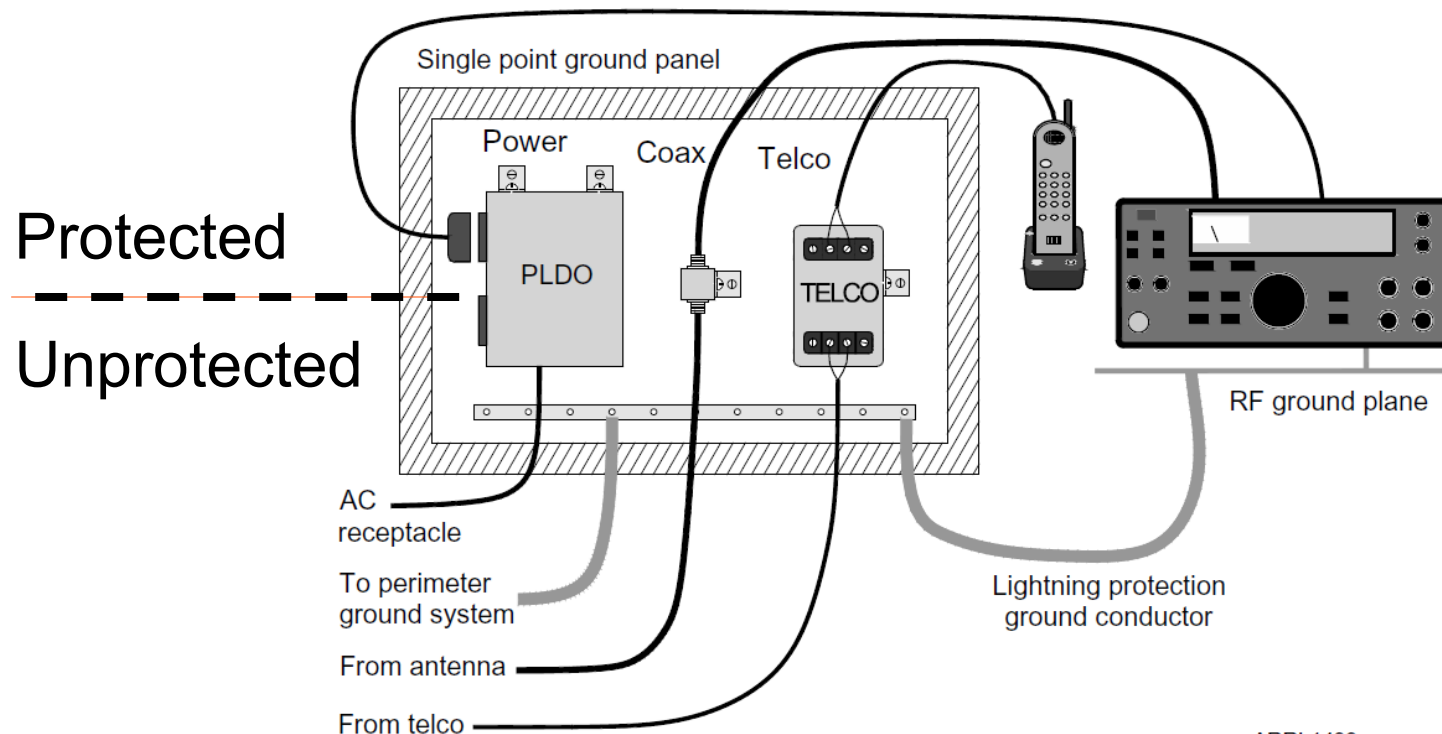 Single point ground panel
Power
Coax
Telco
Protected
PLDO
TELCO
Unprotected
RF ground plane
AC
receptacle
To perimeter
ground system
Lightning protection
ground conductor
From antenna
From telco